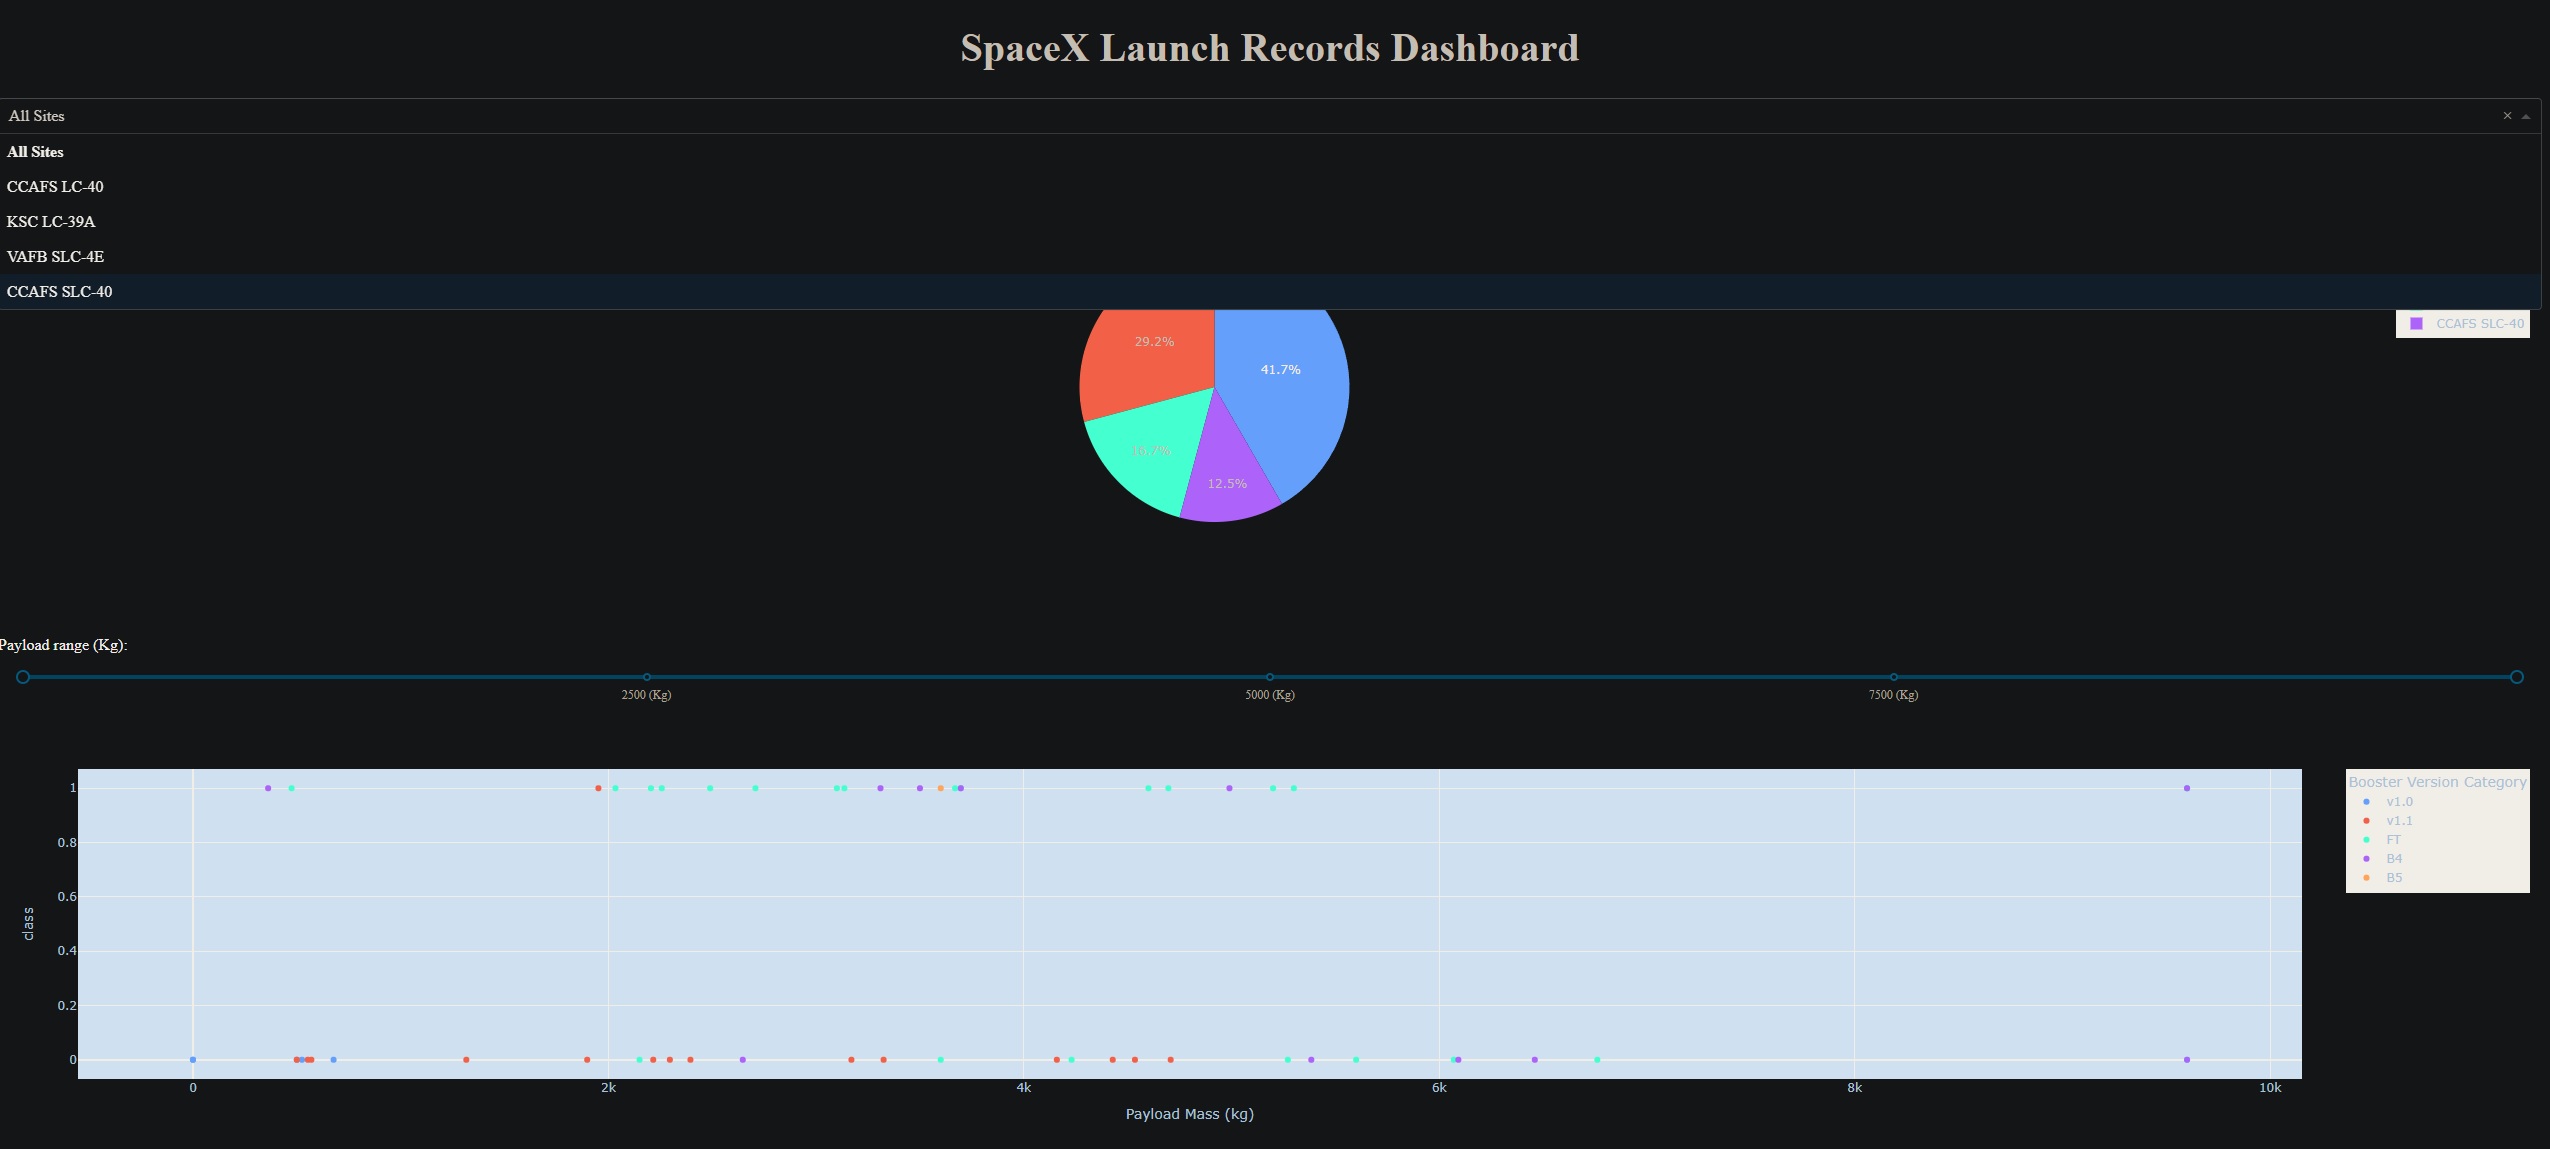 SpaceX Launch Records Dashboard
All Sites
All Sites
CCAFS LC-40
KSC LC-39A
VAFB SLC-4E
CCAFS SLC-40
CCAFS SLC-40
29.2%
41.7%
16.7%
12.5%
Payload range (Kg):
2500 (Kg)
5000 (Kg)
7500 (Kg)
Booster Version Category
v1.0
v1.1
FT
B4
B5
class
1
0.8
0.6
0.4
0.2
0
0
2k
4k
6k
8k
10k
Payload Mass (kg)